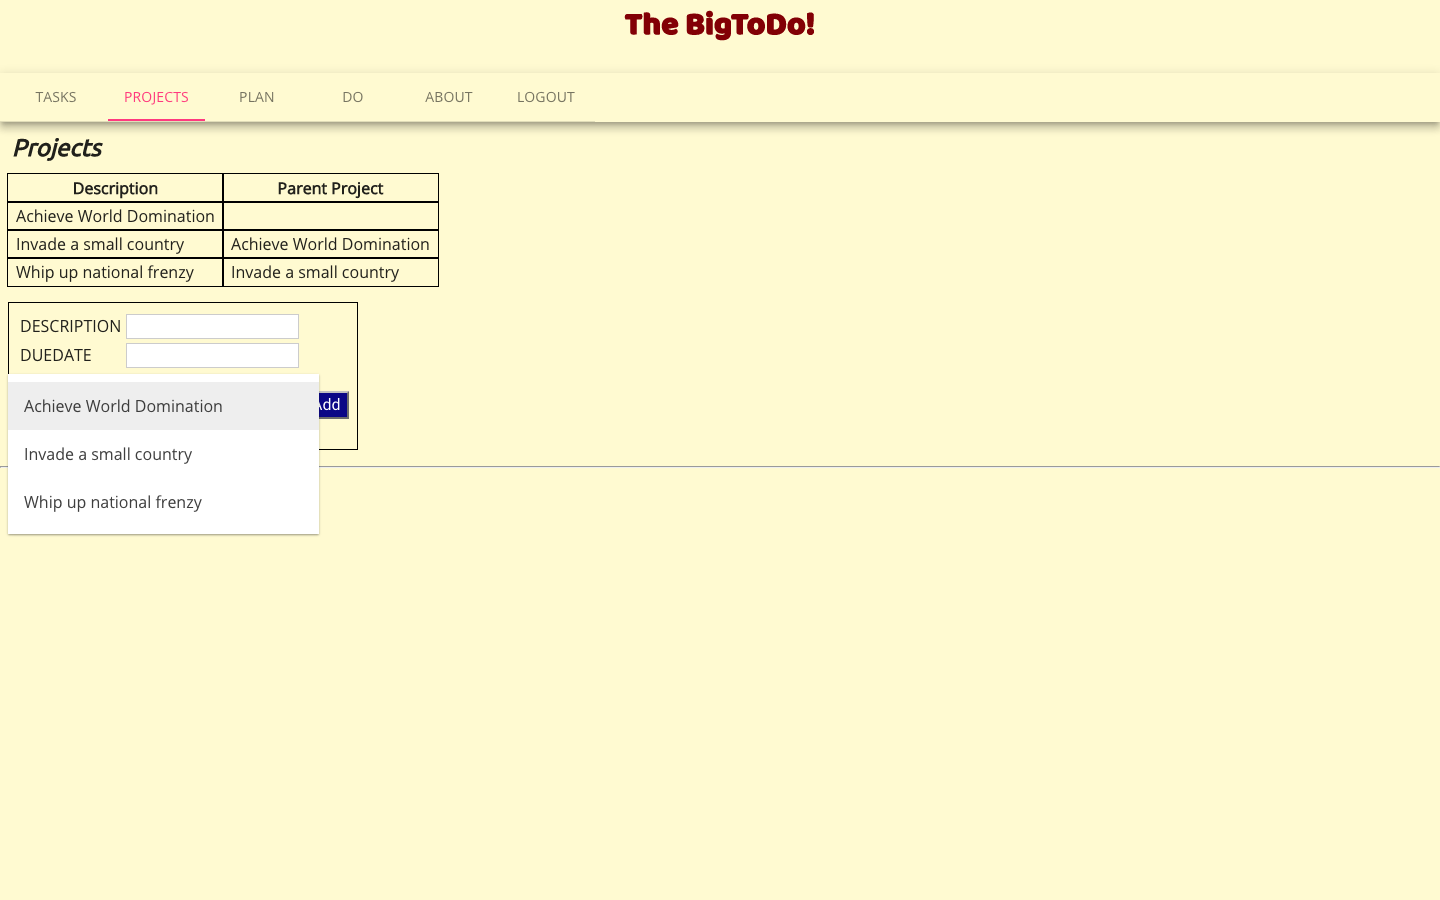 The BigToDo!
TASKS PROJECTS PLAN DO ABOUT LOGOUT
Projects
Description Parent Project
Achieve World Domination
Invade a small country Achieve World Domination
Whip up national frenzy Invade a small country
DESCRIPTION
DUEDATE
Achieve World Domination Add
Invade a small country
Whip up national frenzy